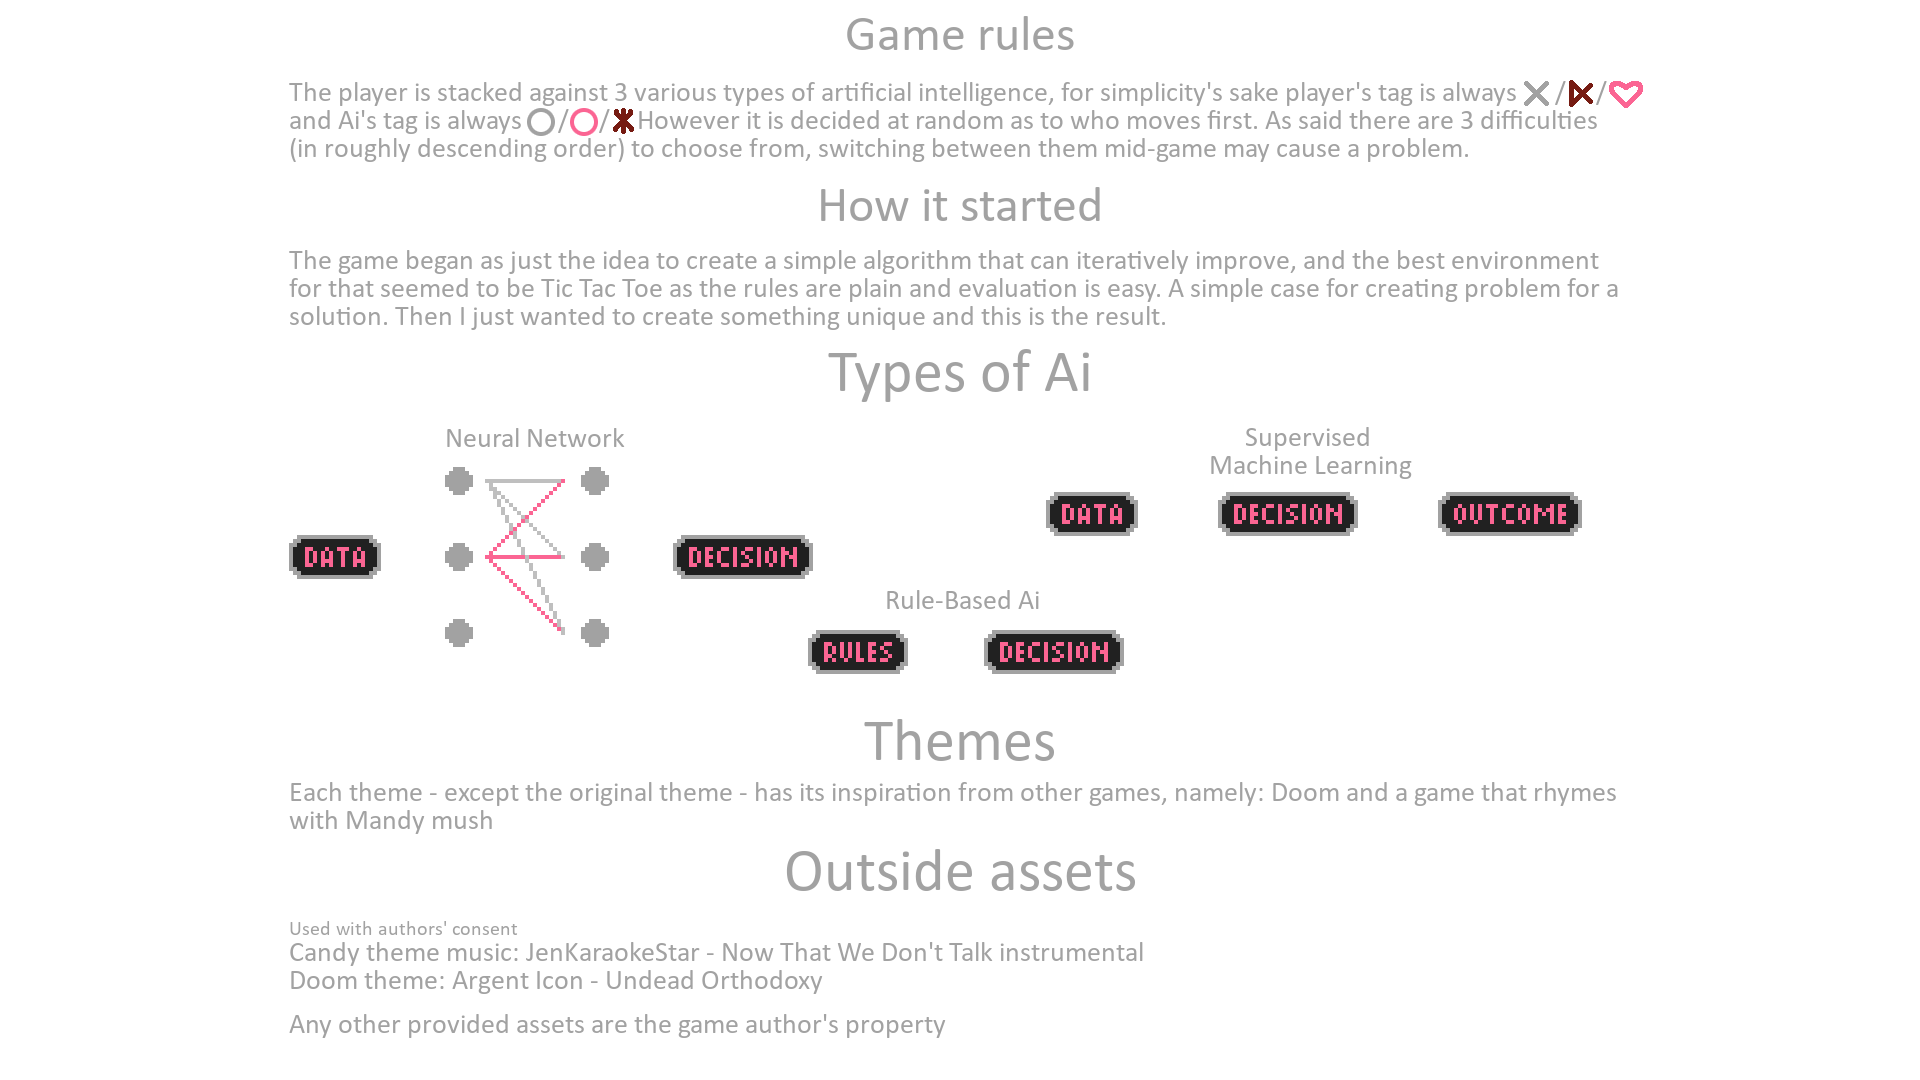 Game rules
The player is stacked against 3 various types of artificial intelligence, for simplicity's sake player's tag is always X / /
and Ai's tag is always O/O/ However it is decided at random as to who moves first. As said there are 3 difficulties
(in roughly descending order) to choose from, switching between them mid-game may cause a problem.
How it started
The game began as just the idea to create a simple algorithm that can iteratively improve, and the best environment
for that seemed to be Tic Tac Toe as the rules are plain and evaluation is easy. A simple case for creating problem for a
solution. Then I just wanted to create something unique and this is the result.
Types of Ai
Neural Network
DATA
DECISION
Supervised
Machine Learning
DATA DECISION OUTCOME
Rule-Based Ai
RULES DECISION
Themes
Each theme - except the original theme - has its inspiration from other games, namely: Doom and a game that rhymes
with Mandy mush
Outside assets
Used with authors' consent
Candy theme music: JenKaraokeStar - Now That We Don't Talk instrumental
Doom theme: Argent Icon - Undead Orthodoxy
Any other provided assets are the game author's property